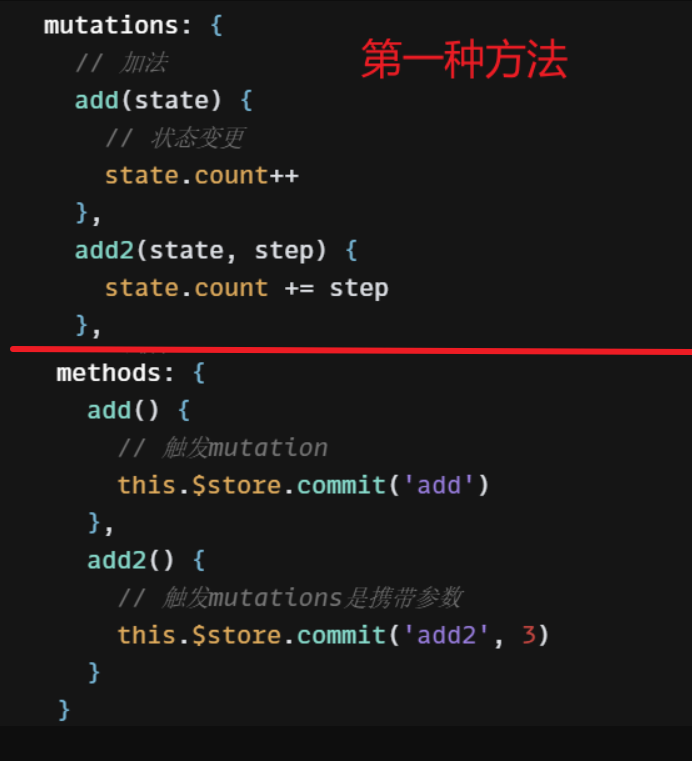 mutations: {
第一种方法
// 加法
add(state) {
// 状态变更
state.count++
},
add2(state, step) {
state.count += step
},
methods: {
add() {
// 触发mutation
this.$store.commit('add')
},
add2() {
// 触发mutations是携带参数
this.$store.commit('add2', 3)
}
}